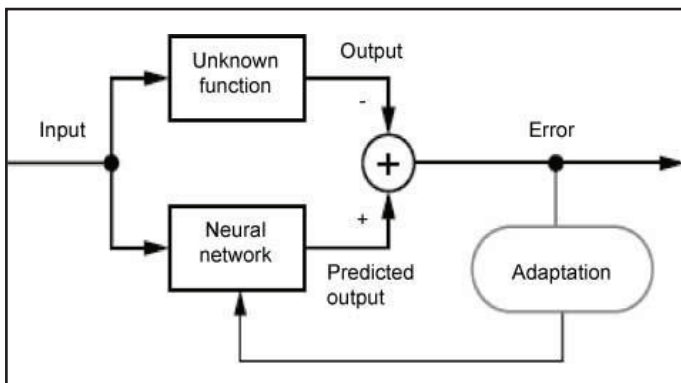 Unknown
function
Output
-
Input
+
Error
+
Neural
network
Predicted
output
Adaptation